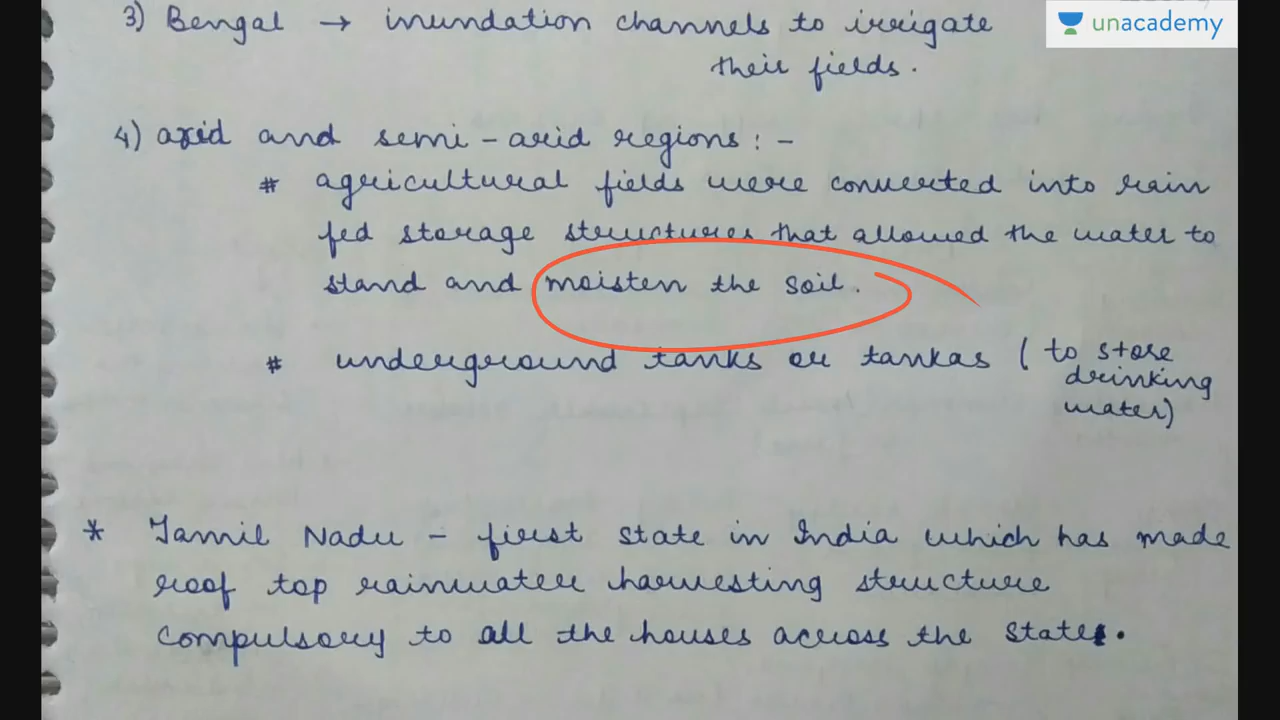 unacademy
3) Bengal → inundation channels to irrigate
their fields.
4) arid and semi-arid regions: -
# agricultural fields were converted into rain
fed storage structures that allowed the water to
stand and moisten the soil.
# underground tanks or tankas ( to store
drinking
water)
* Tamil Nadu - first state in India which has made
roof top rainwater harvesting structure
compulsory to all the houses across the state.